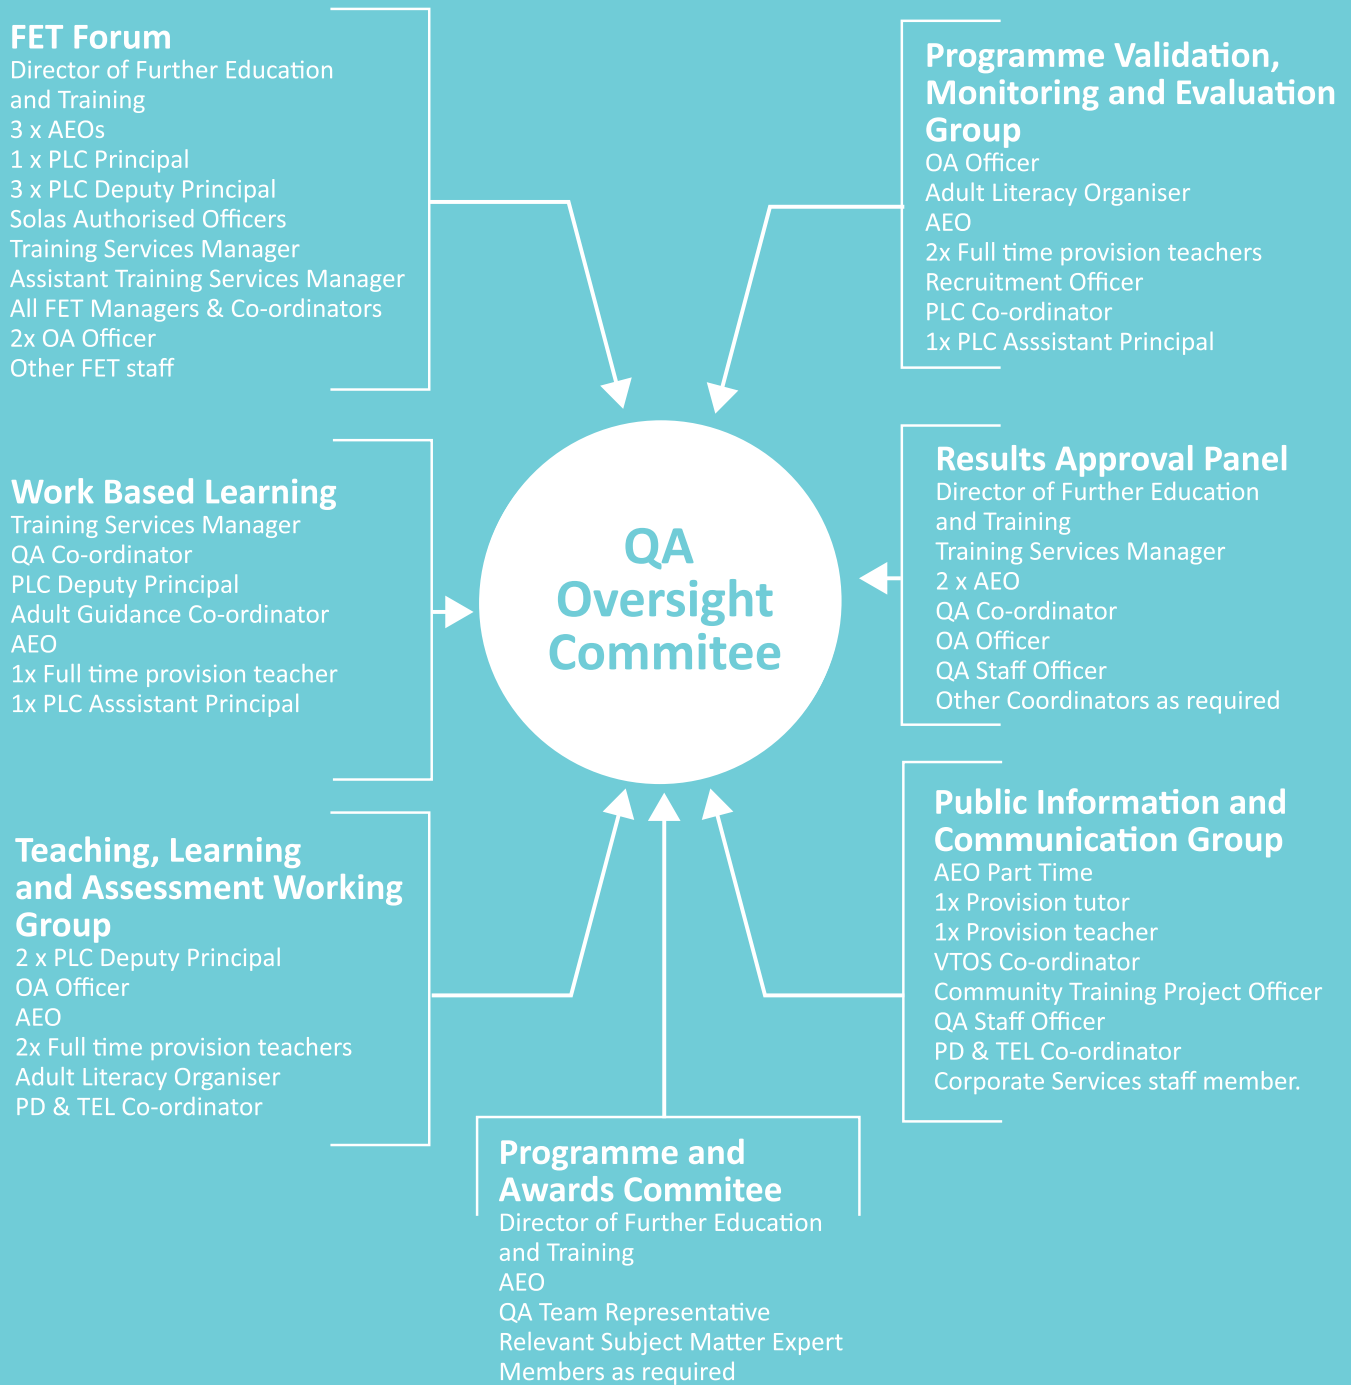 FET Forum
Director of Further Education
and Training
3 x AEOs
1 x PLC Principal
3 x PLC Deputy Principal
Solas Authorised Officers
Training Services Manager
Assistant Training Services Manager
All FET Managers & Co-ordinators
2x OA Officer
Other FET staff
Work Based Learning
Training Services Manager
QA Co-ordinator
PLC Deputy Principal
Adult Guidance Co-ordinator
AEO
1x Full time provision teacher
1x PLC Asssistant Principal
Teaching, Learning
and Assessment Working
Group
2 x PLC Deputy Principal
OA Officer
AEO
2x Full time provision teachers
Adult Literacy Organiser
PD & TEL Co-ordinator
QA
Oversight
Commitee
Programme and
Awards Commitee
Director of Further Education
and Training
AEO
QA Team Representative
Relevant Subject Matter Expert
Members as required
Programme Validation,
Monitoring and Evaluation
Group
OA Officer
Adult Literacy Organiser
AEO
2x Full time provision teachers
Recruitment Officer
PLC Co-ordinator
1x PLC Asssistant Principal
Results Approval Panel
Director of Further Education
and Training
Training Services Manager
2 x AEO
QA Co-ordinator
OA Officer
QA Staff Officer
Other Coordinators as required
Public Information and
Communication Group
AEO Part Time
1x Provision tutor
1x Provision teacher
VTOS Co-ordinator
Community Training Project Officer
QA Staff Officer
PD & TEL Co-ordinator
Corporate Services staff member.